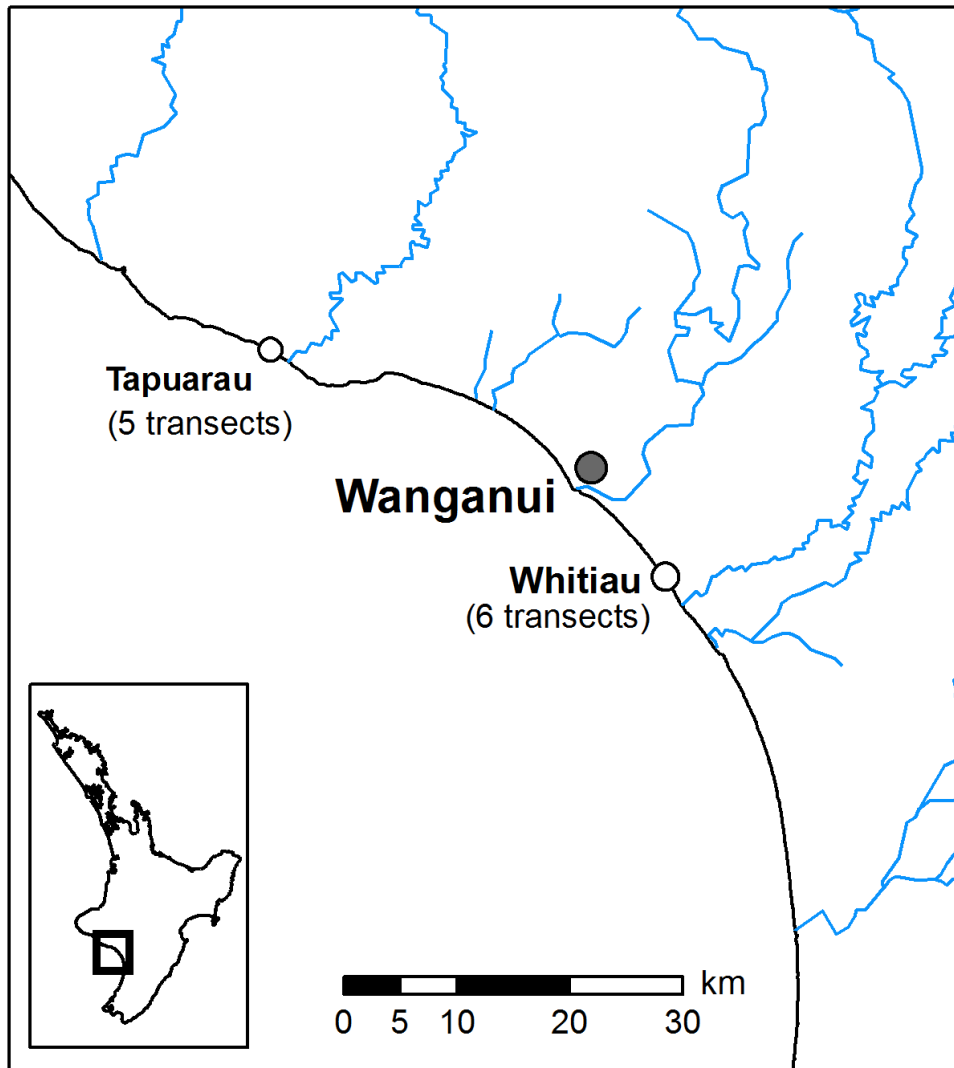 Tapuarau
(5 transects)
Wanganui
Whitiau
(6 transects)
km
0 5 10 20 30